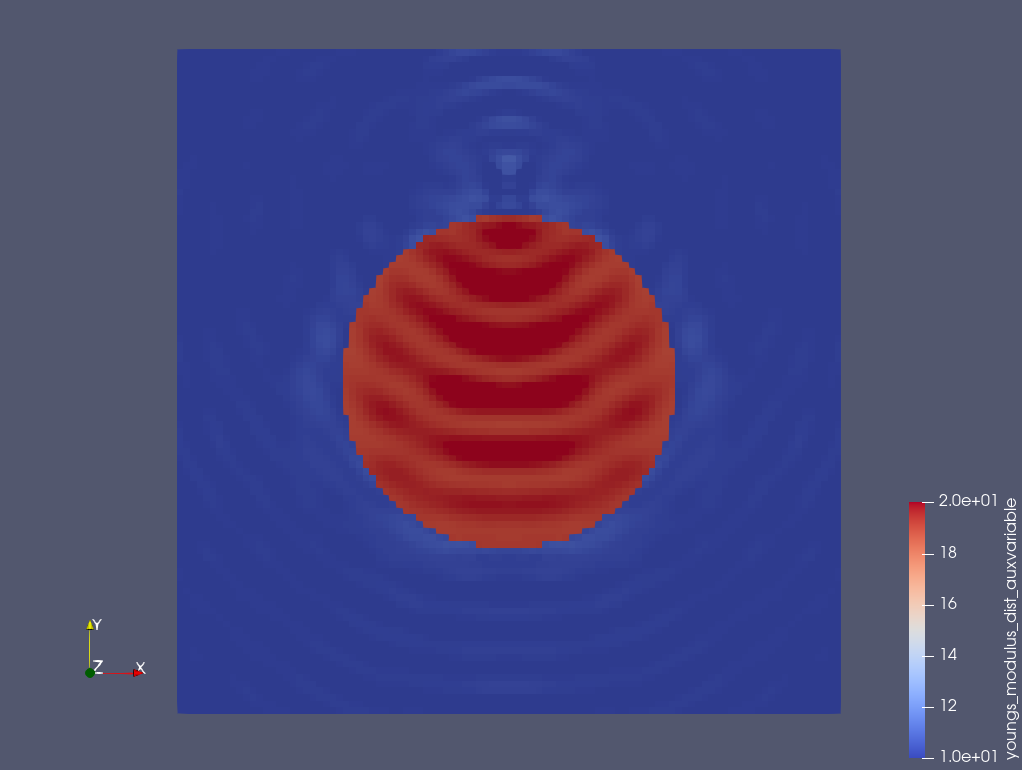 2.0e+01
18
16
14
12
1.0e+01
youngs_modulus_dist_auxvariable
Y
Z
X